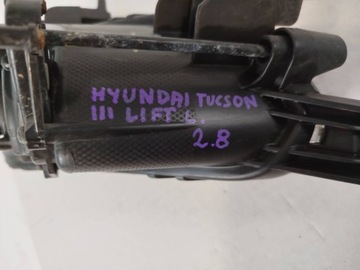 HYUNDAI TUCSON
III LIFT L.
2.8